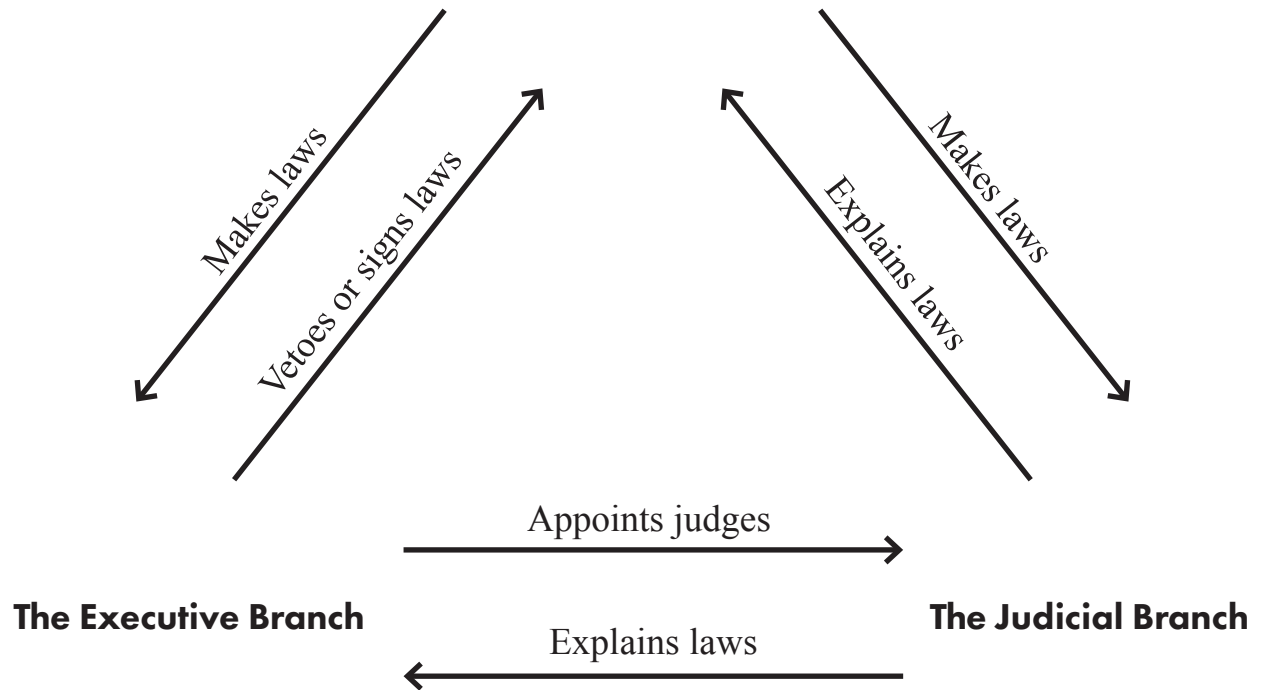 Makes laws
Vetoes or signs laws
Explains laws
Makes laws
Appoints judges
The Executive Branch
The Judicial Branch
Explains laws